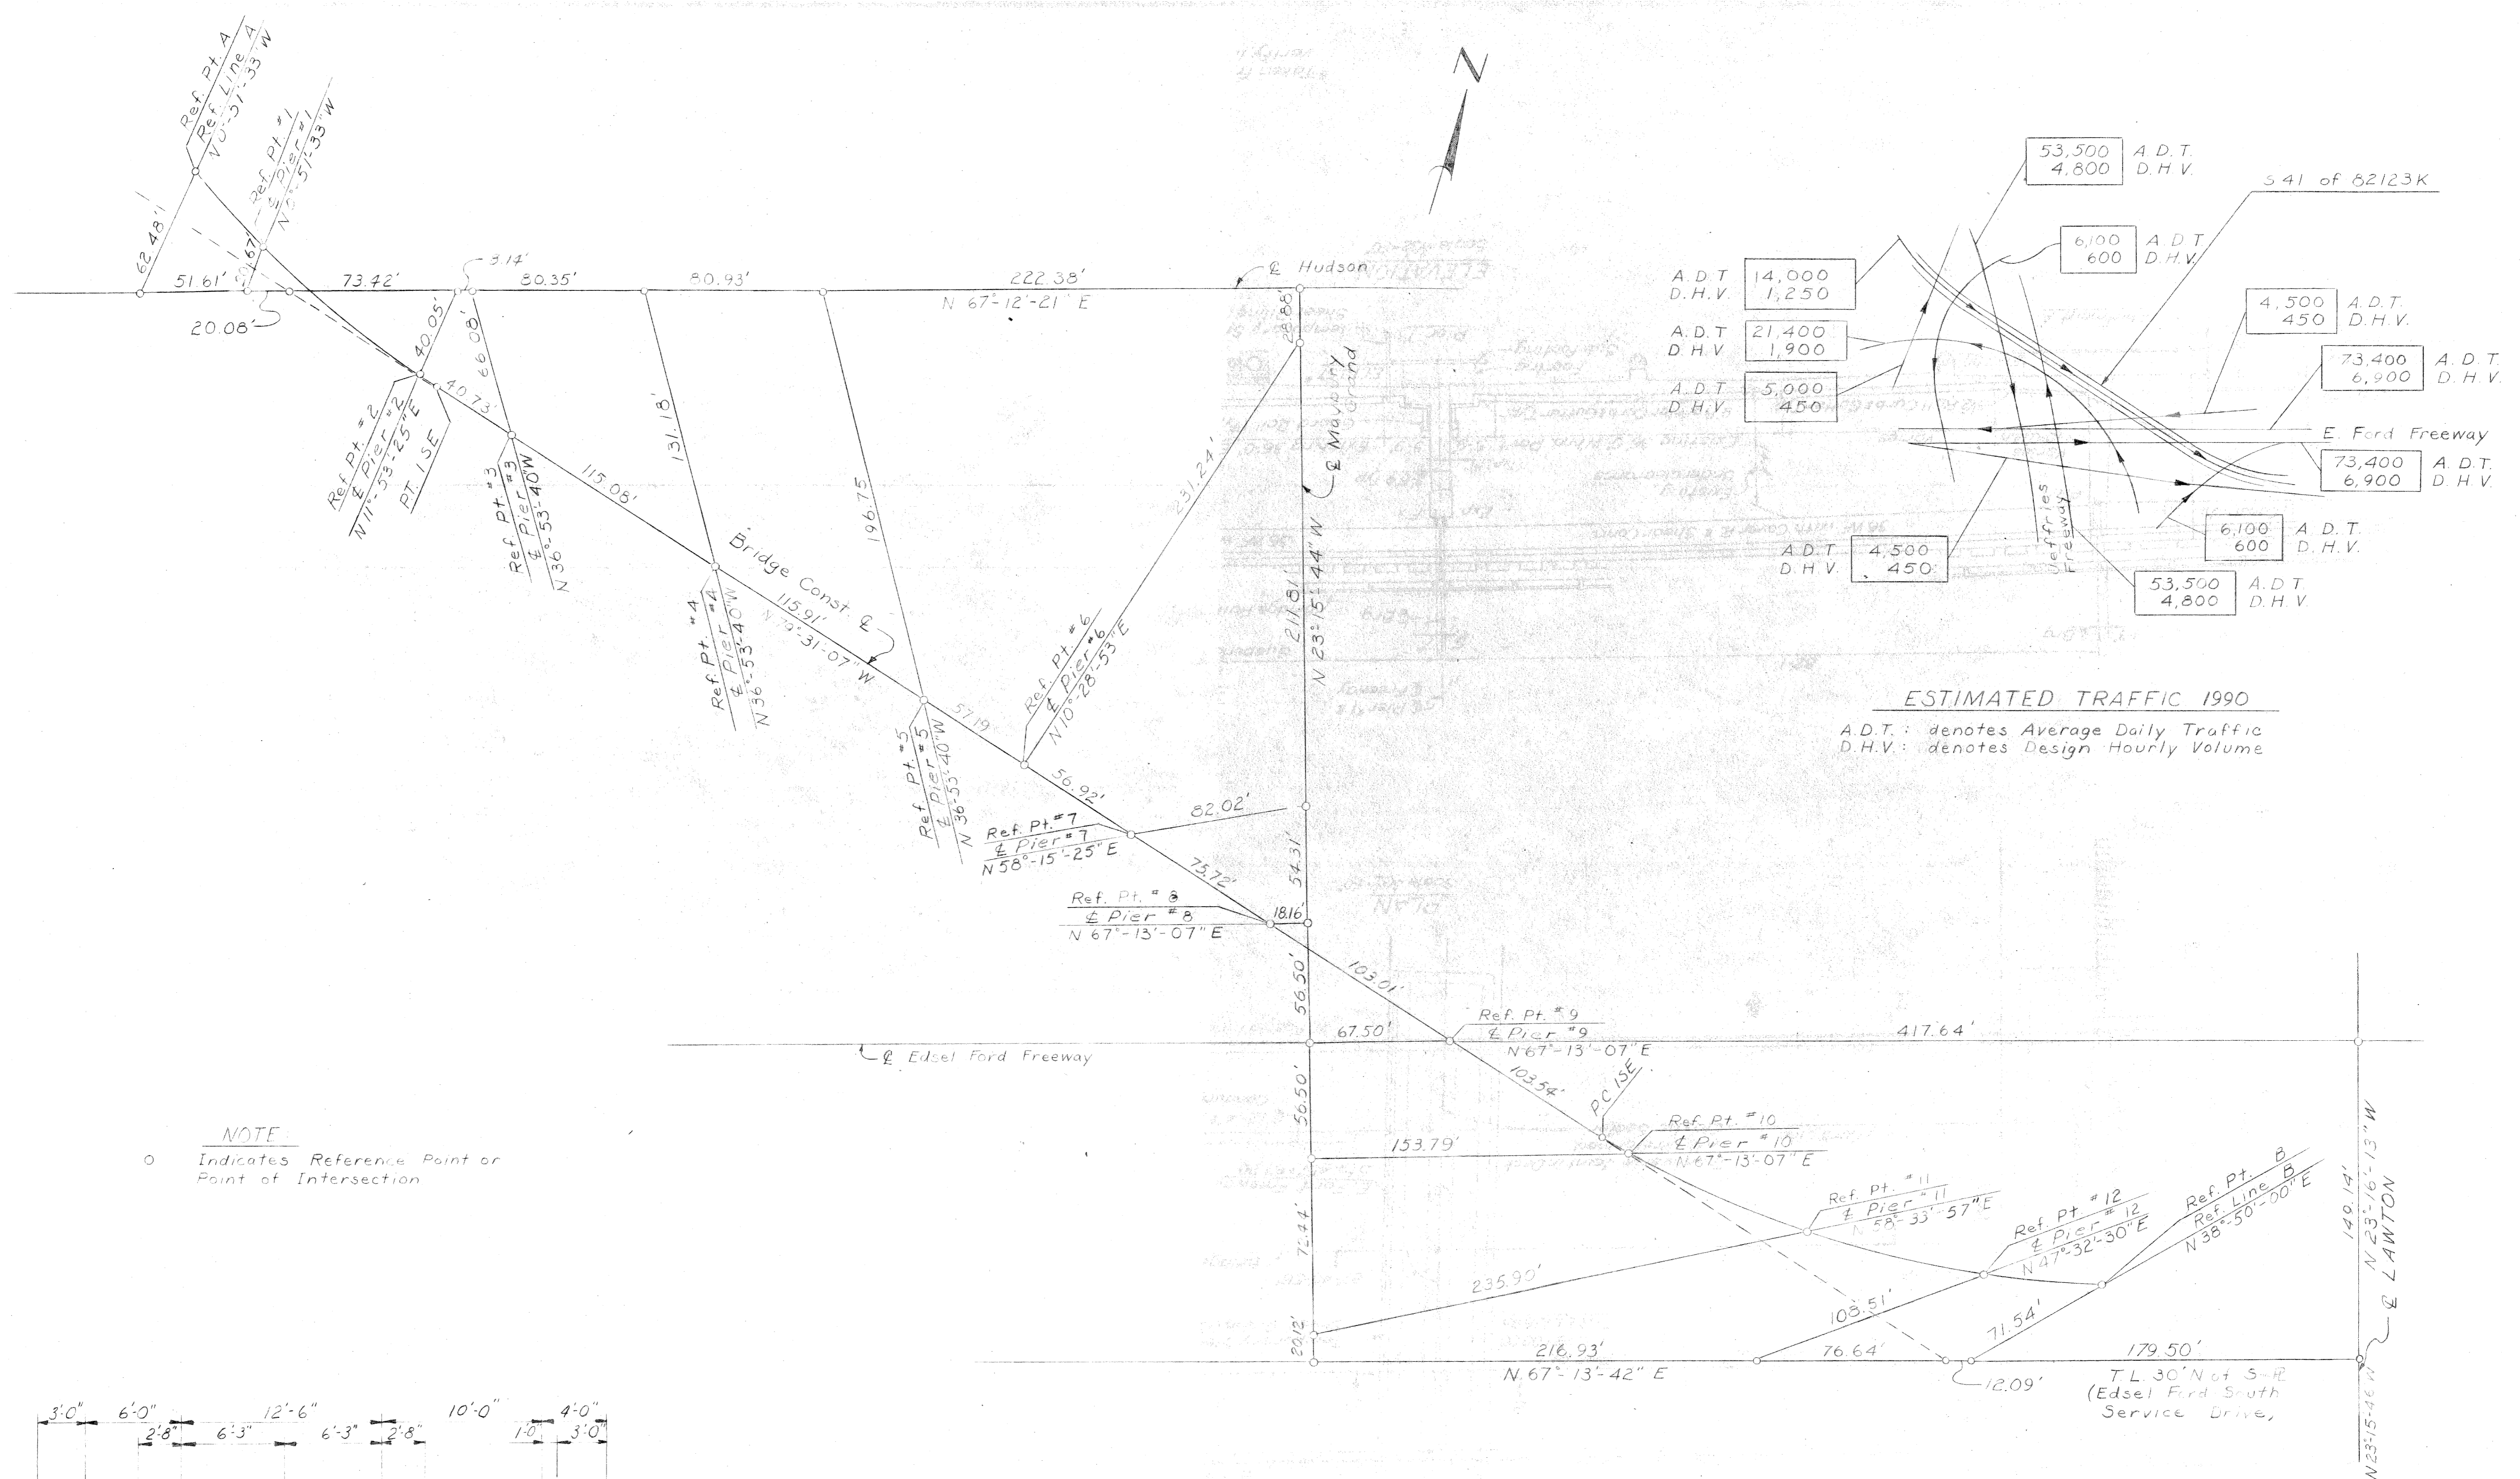 N
Ref. Pt. A
Ref. Line A
Ref. Pt. #1
₵ Pier #1
62.48'
51.61'
20.08'
73.42'
3.14'
80.35'
80.93'
222.38'
N 67°-12'-21" E
₵ Hudson
28.88'
40.05'
66.08'
40.73'
Ref. Pt. #2
₵ Pier #2
N 11°-53'-25" E
P.T. 1SE
Ref. Pt. #3
₵ Pier #3
N 36°-53'-40" W
131.18'
115.08'
196.75
231.24'
₵ Maybury
Grand
211.81'
N 23°-15'-44" W
Bridge Const. ₵
115.91'
N 79°-31'-07" W
Ref. Pt. #4
₵ Pier #4
N 36°-53'-40" W
Ref. Pt. #5
₵ Pier #5
N 36°-53'-40" W
57.19
Ref. Pt. #6
₵ Pier #6
N 10°-28'-53" E
56.92'
82.02'
Ref. Pt. #7
₵ Pier #7
N 58°-15'-25" E
75.72'
54.31'
Ref. Pt. #8
₵ Pier #8
N 67°-13'-07" E
18.16'
56.50'
103.01'
67.50'
Ref. Pt. #9
₵ Pier #9
N 67°-13'-07" E
417.64'
₵ Edsel Ford Freeway
56.50'
103.54'
P.C. 1SE
153.79'
Ref. Pt. #10
₵ Pier #10
N 67°-13'-07" E
235.90'
Ref. Pt. #11
₵ Pier #11
N 58°-33'-57" E
Ref. Pt. #12
₵ Pier #12
N 47°-32'-30" E
Ref. Pt. B
Ref. Line B
N 38°-50'-00" E
140.14'
N 23°-16'-13" W
₵ LAWTON
20.12'
108.51'
71.54'
216.93'
N 67°-13'-42" E
76.64'
12.09'
179.50'
T.L. 30' N of S
(Edsel Ford South
Service Drive)
N 23°-15'-46" W
53,500 A.D.T.
4,800 D.H.V.
S 41 of 82123K
6,100 A.D.T
600 D.H.V.
A.D.T 14,000
D.H.V. 1,250
4,500 A.D.T.
450 D.H.V.
A.D.T 21,400
D.H.V 1,900
73,400 A.D.T.
6,900 D.H.V.
A.D.T 5,000
D.H.V. 450
E. Ford Freeway
73,400 A.D.T.
6,900 D.H.V.
A.D.T 4,500
D.H.V. 450
Jeffries
Freeway
6,100 A.D.T.
600 D.H.V.
53,500 A.D.T
4,800 D.H.V.
ESTIMATED TRAFFIC 1990
A.D.T. : denotes Average Daily Traffic
D.H.V. : denotes Design Hourly Volume
NOTE:
Indicates Reference Point or
Point of Intersection
3'-0" 6'-0" 12'-6" 10'-0" 4'-0"
2'-8" 6'-3" 6'-3" 2'-8 1'-0" 3'-0"